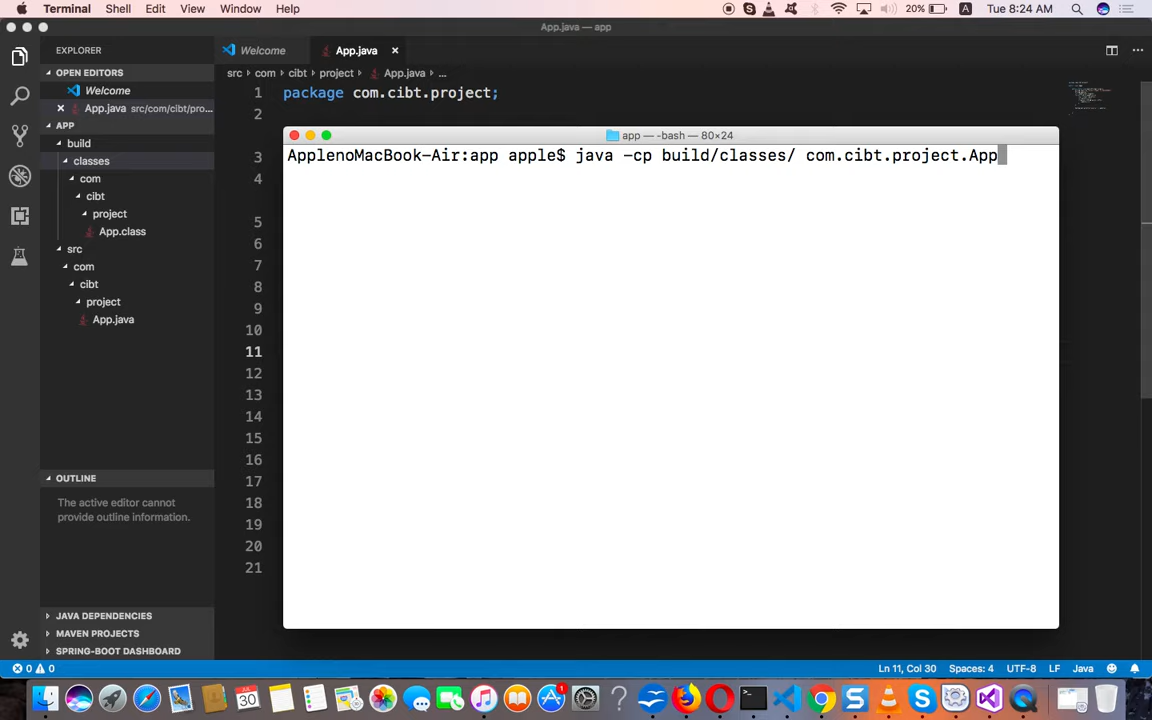 Terminal Shell Edit View Window Help 20% A Tue 8:24 AM
App.java — app
EXPLORER
Welcome App.java
OPEN EDITORS
Welcome
App.java src/com/cibt/pro...
APP
build
classes
com
cibt
project
App.class
src
com
cibt
project
App.java
OUTLINE
The active editor cannot
provide outline information.
JAVA DEPENDENCIES
MAVEN PROJECTS
SPRING-BOOT DASHBOARD
src com cibt project App.java ...
1 package com.cibt.project;
2
3
4
5
6
7
8
9
10
11
12
13
14
15
16
17
18
19
20
21
app — -bash — 80×24
ApplenoMacBook-Air:app apple$ java -cp build/classes/ com.cibt.project.App
0 0 Ln 11, Col 30 Spaces: 4 UTF-8 LF Java
30 1